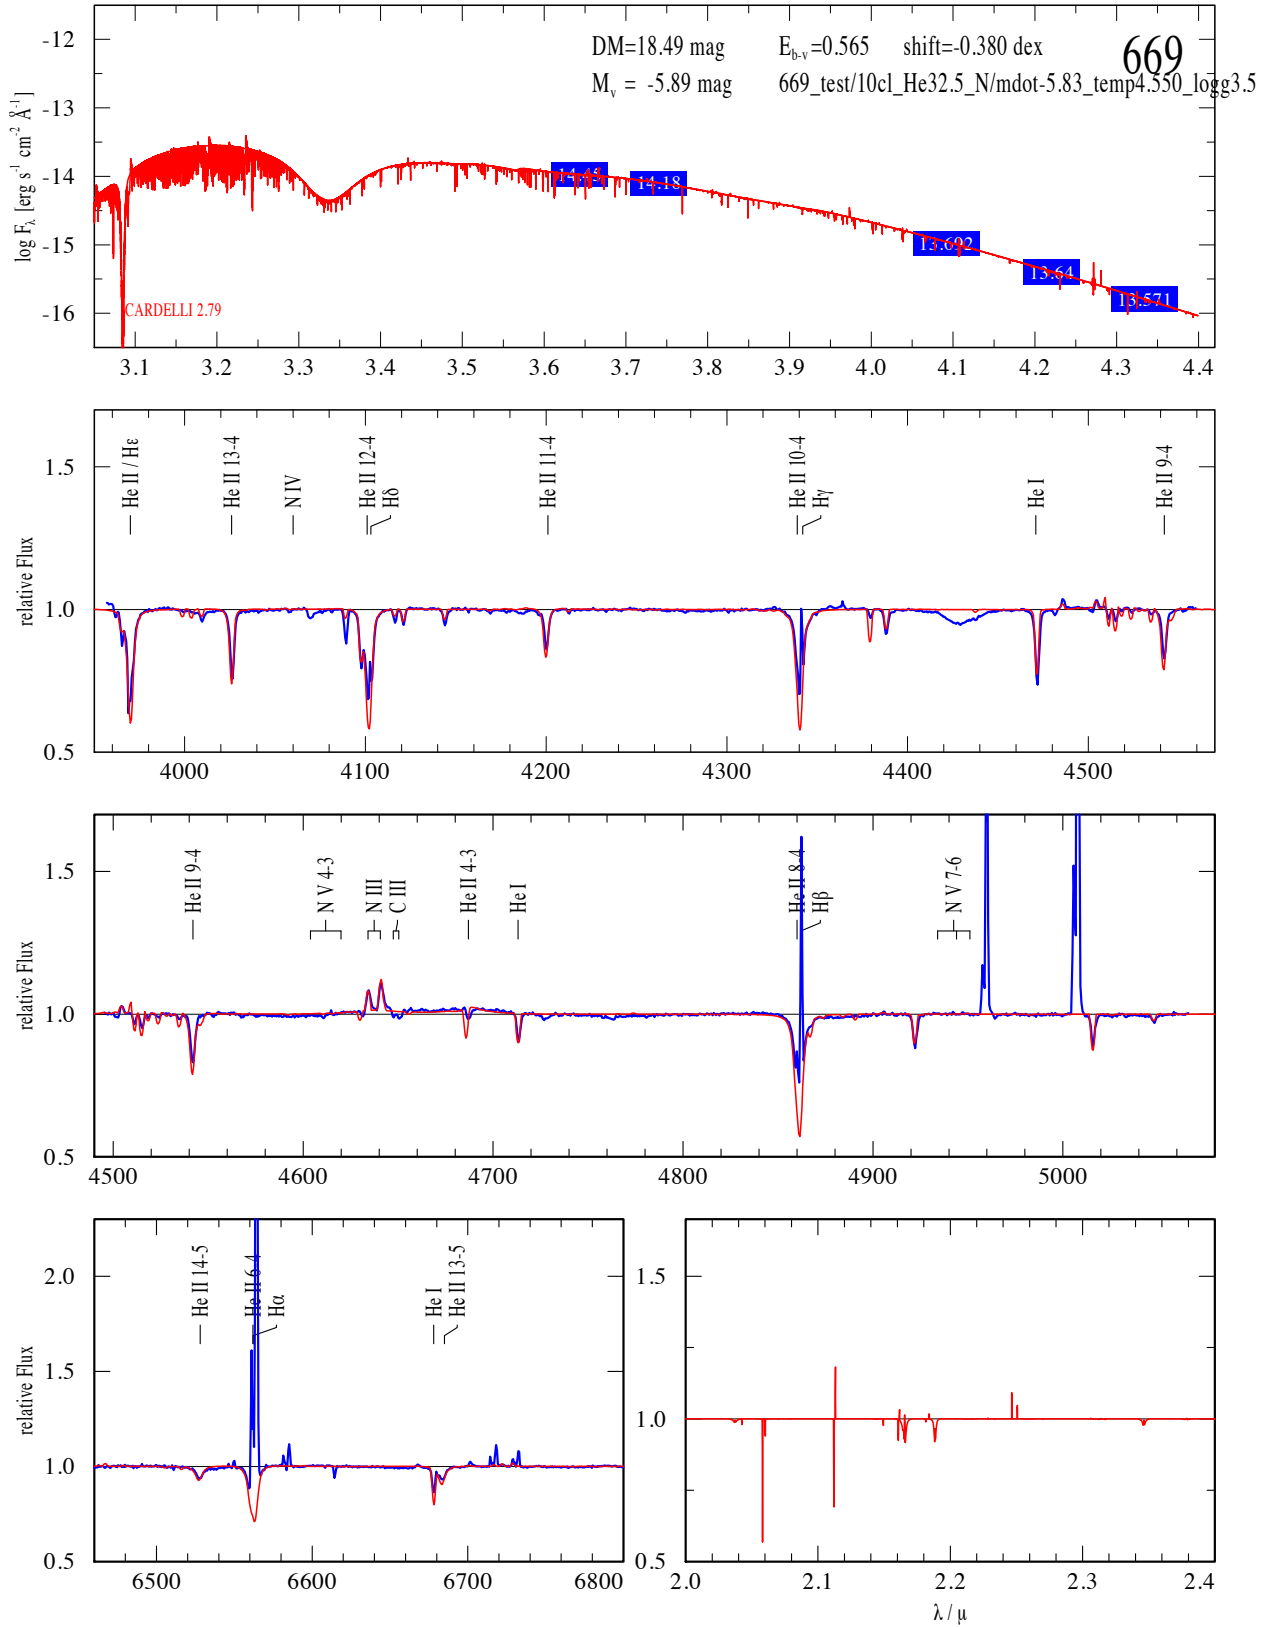 DM=18.49 mag E_b-v=0.565 shift=-0.380 dex 669
M_v = -5.89 mag 669_test/10cl_He32.5_N/mdot-5.83_temp4.550_logg3.5
log F_λ [erg s⁻¹ cm⁻² Å⁻¹]
-12
-13
-14
-15
-16
14.18
13.692
13.64
13.571
CARDELLI 2.79
3.1 3.2 3.3 3.4 3.5 3.6 3.7 3.8 3.9 4.0 4.1 4.2 4.3 4.4
relative Flux
1.5
1.0
0.5
He II / Hε
He II 13-4
N IV
He II 12-4
Hδ
He II 11-4
He II 10-4
Hγ
He I
He II 9-4
4000 4100 4200 4300 4400 4500
relative Flux
1.5
1.0
0.5
He II 9-4
N V 4-3
N III
C III
He II 4-3
He I
He II 8-4
Hβ
N V 7-6
4500 4600 4700 4800 4900 5000
relative Flux
2.0
1.5
1.0
0.5
He II 14-5
He II 6-4
Hα
He I
He II 13-5
6500 6600 6700 6800
1.5
1.0
0.5
2.0 2.1 2.2 2.3 2.4
λ / μ